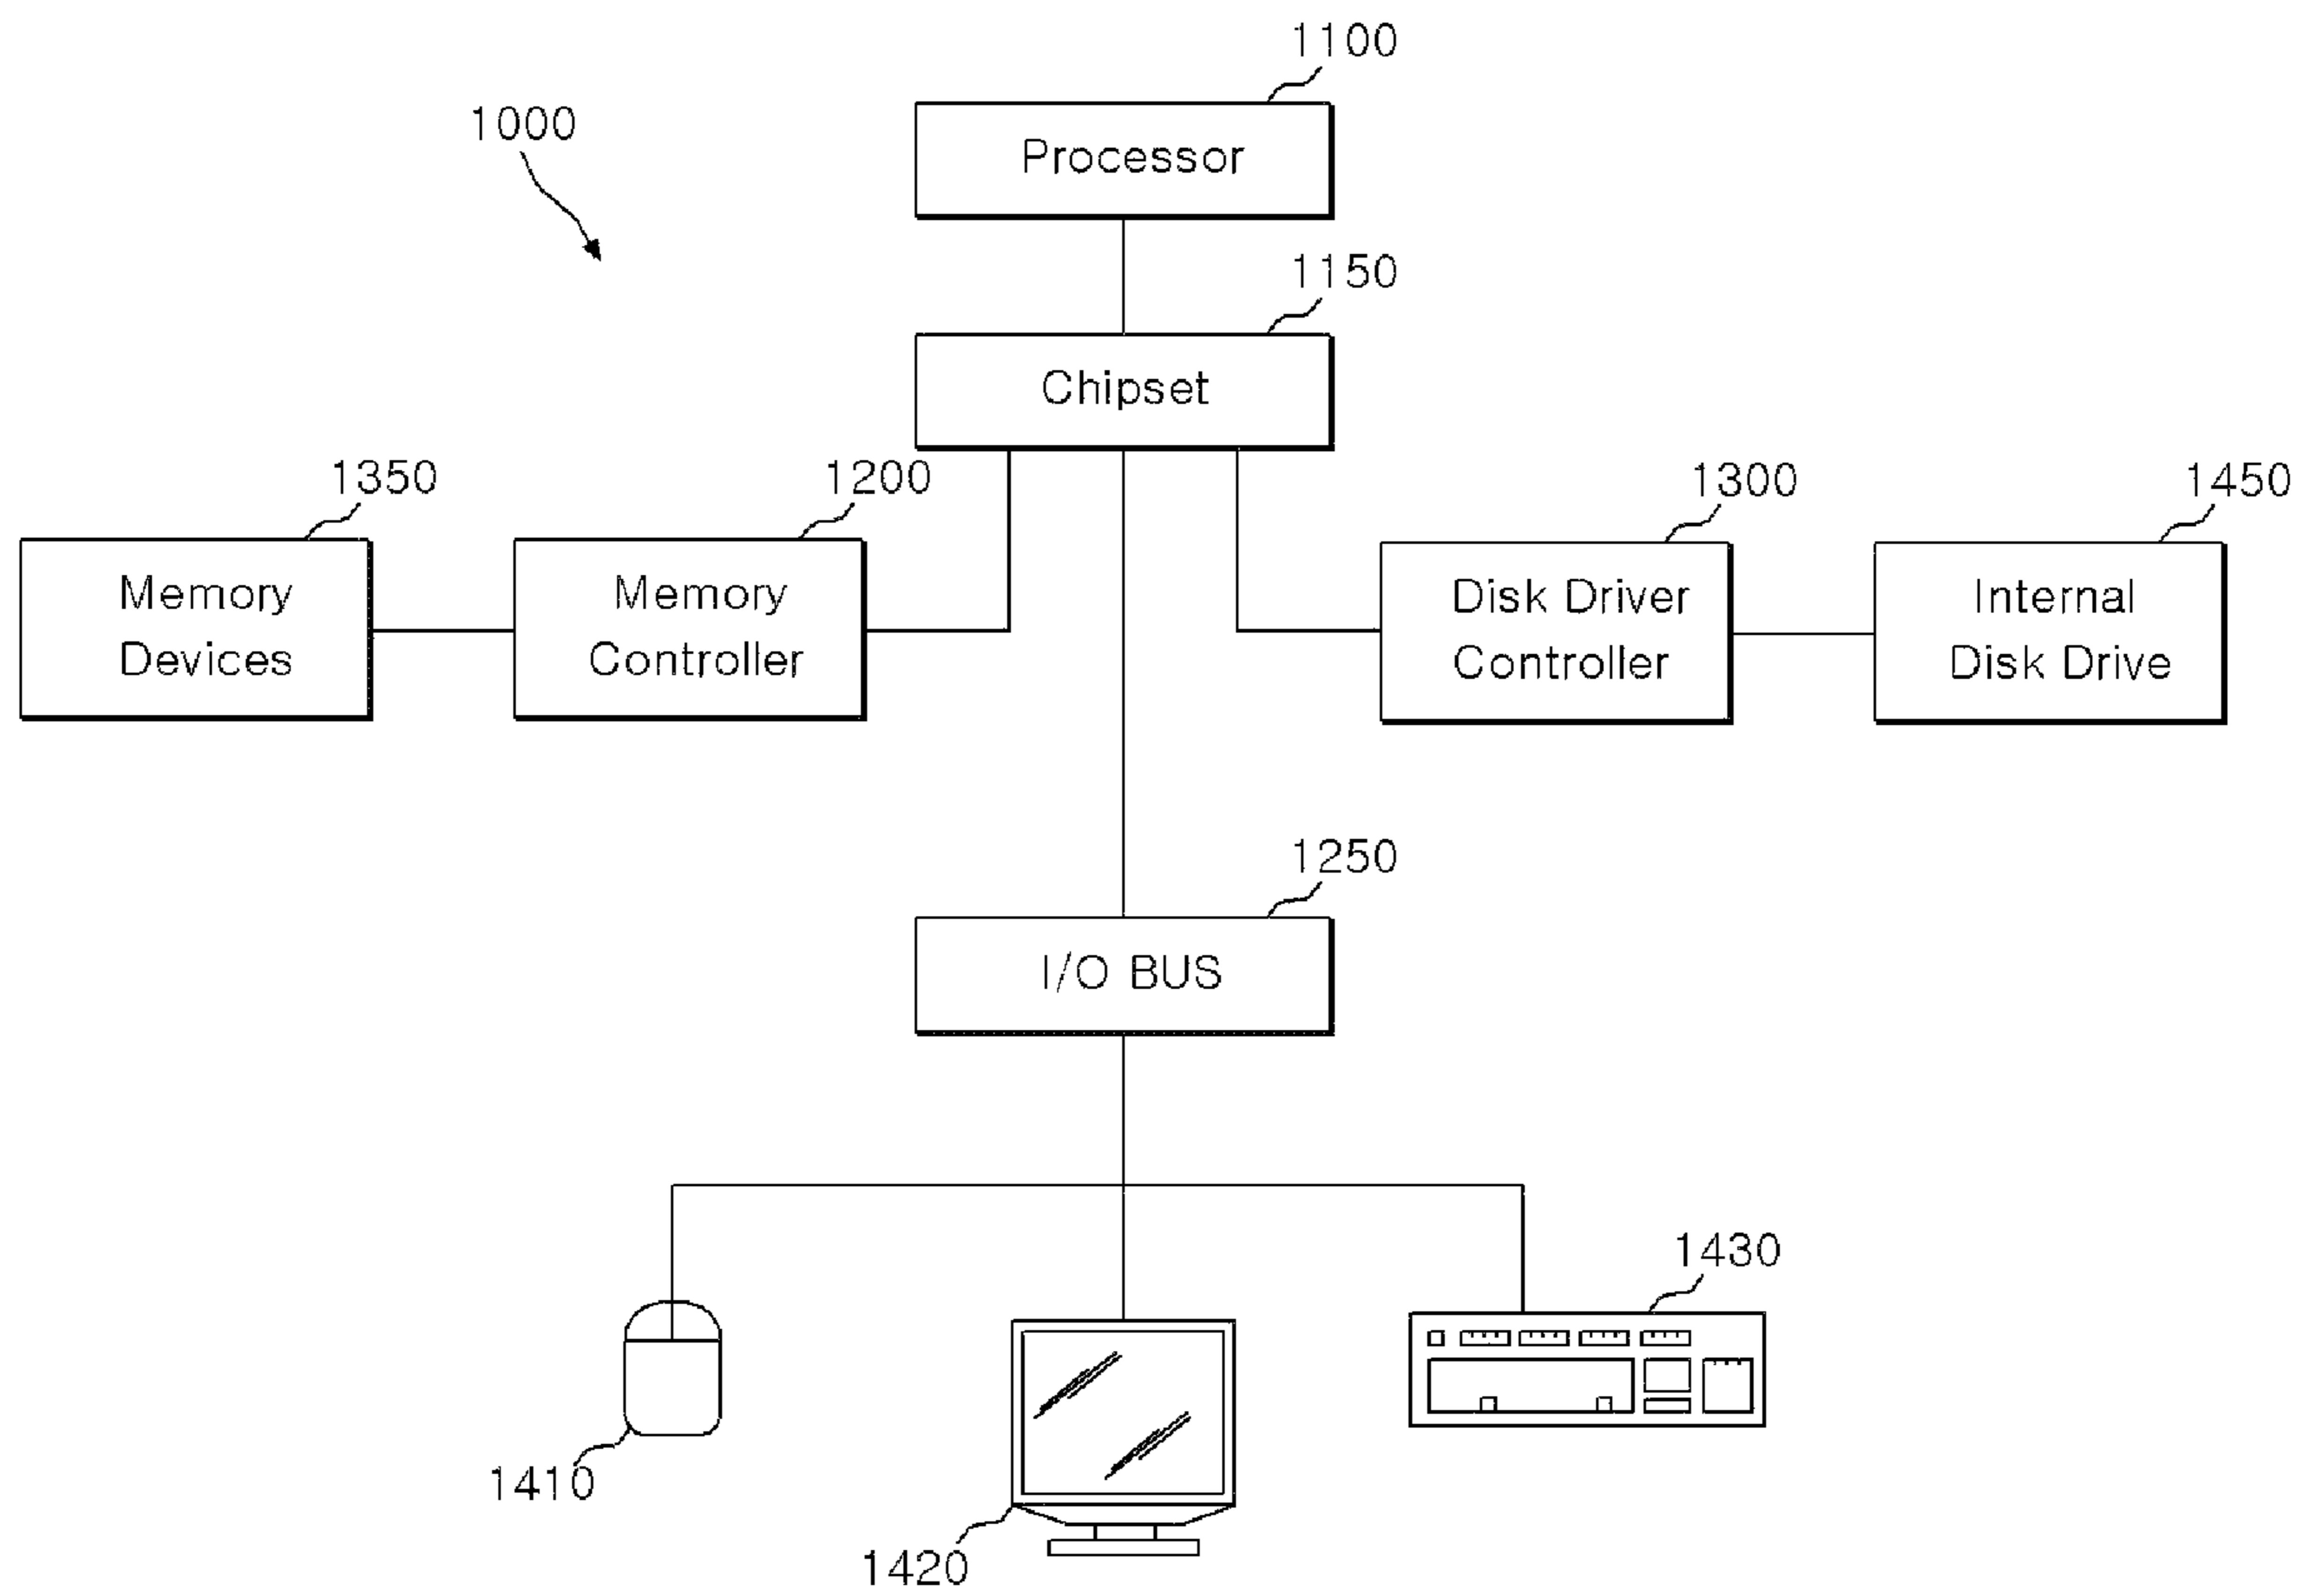 1100
1000
Processor
1150
Chipset
1350
1200
1300
1450
Memory
Devices
Memory
Controller
Disk Driver
Controller
Internal
Disk Drive
1250
I/O BUS
1430
1410
1420